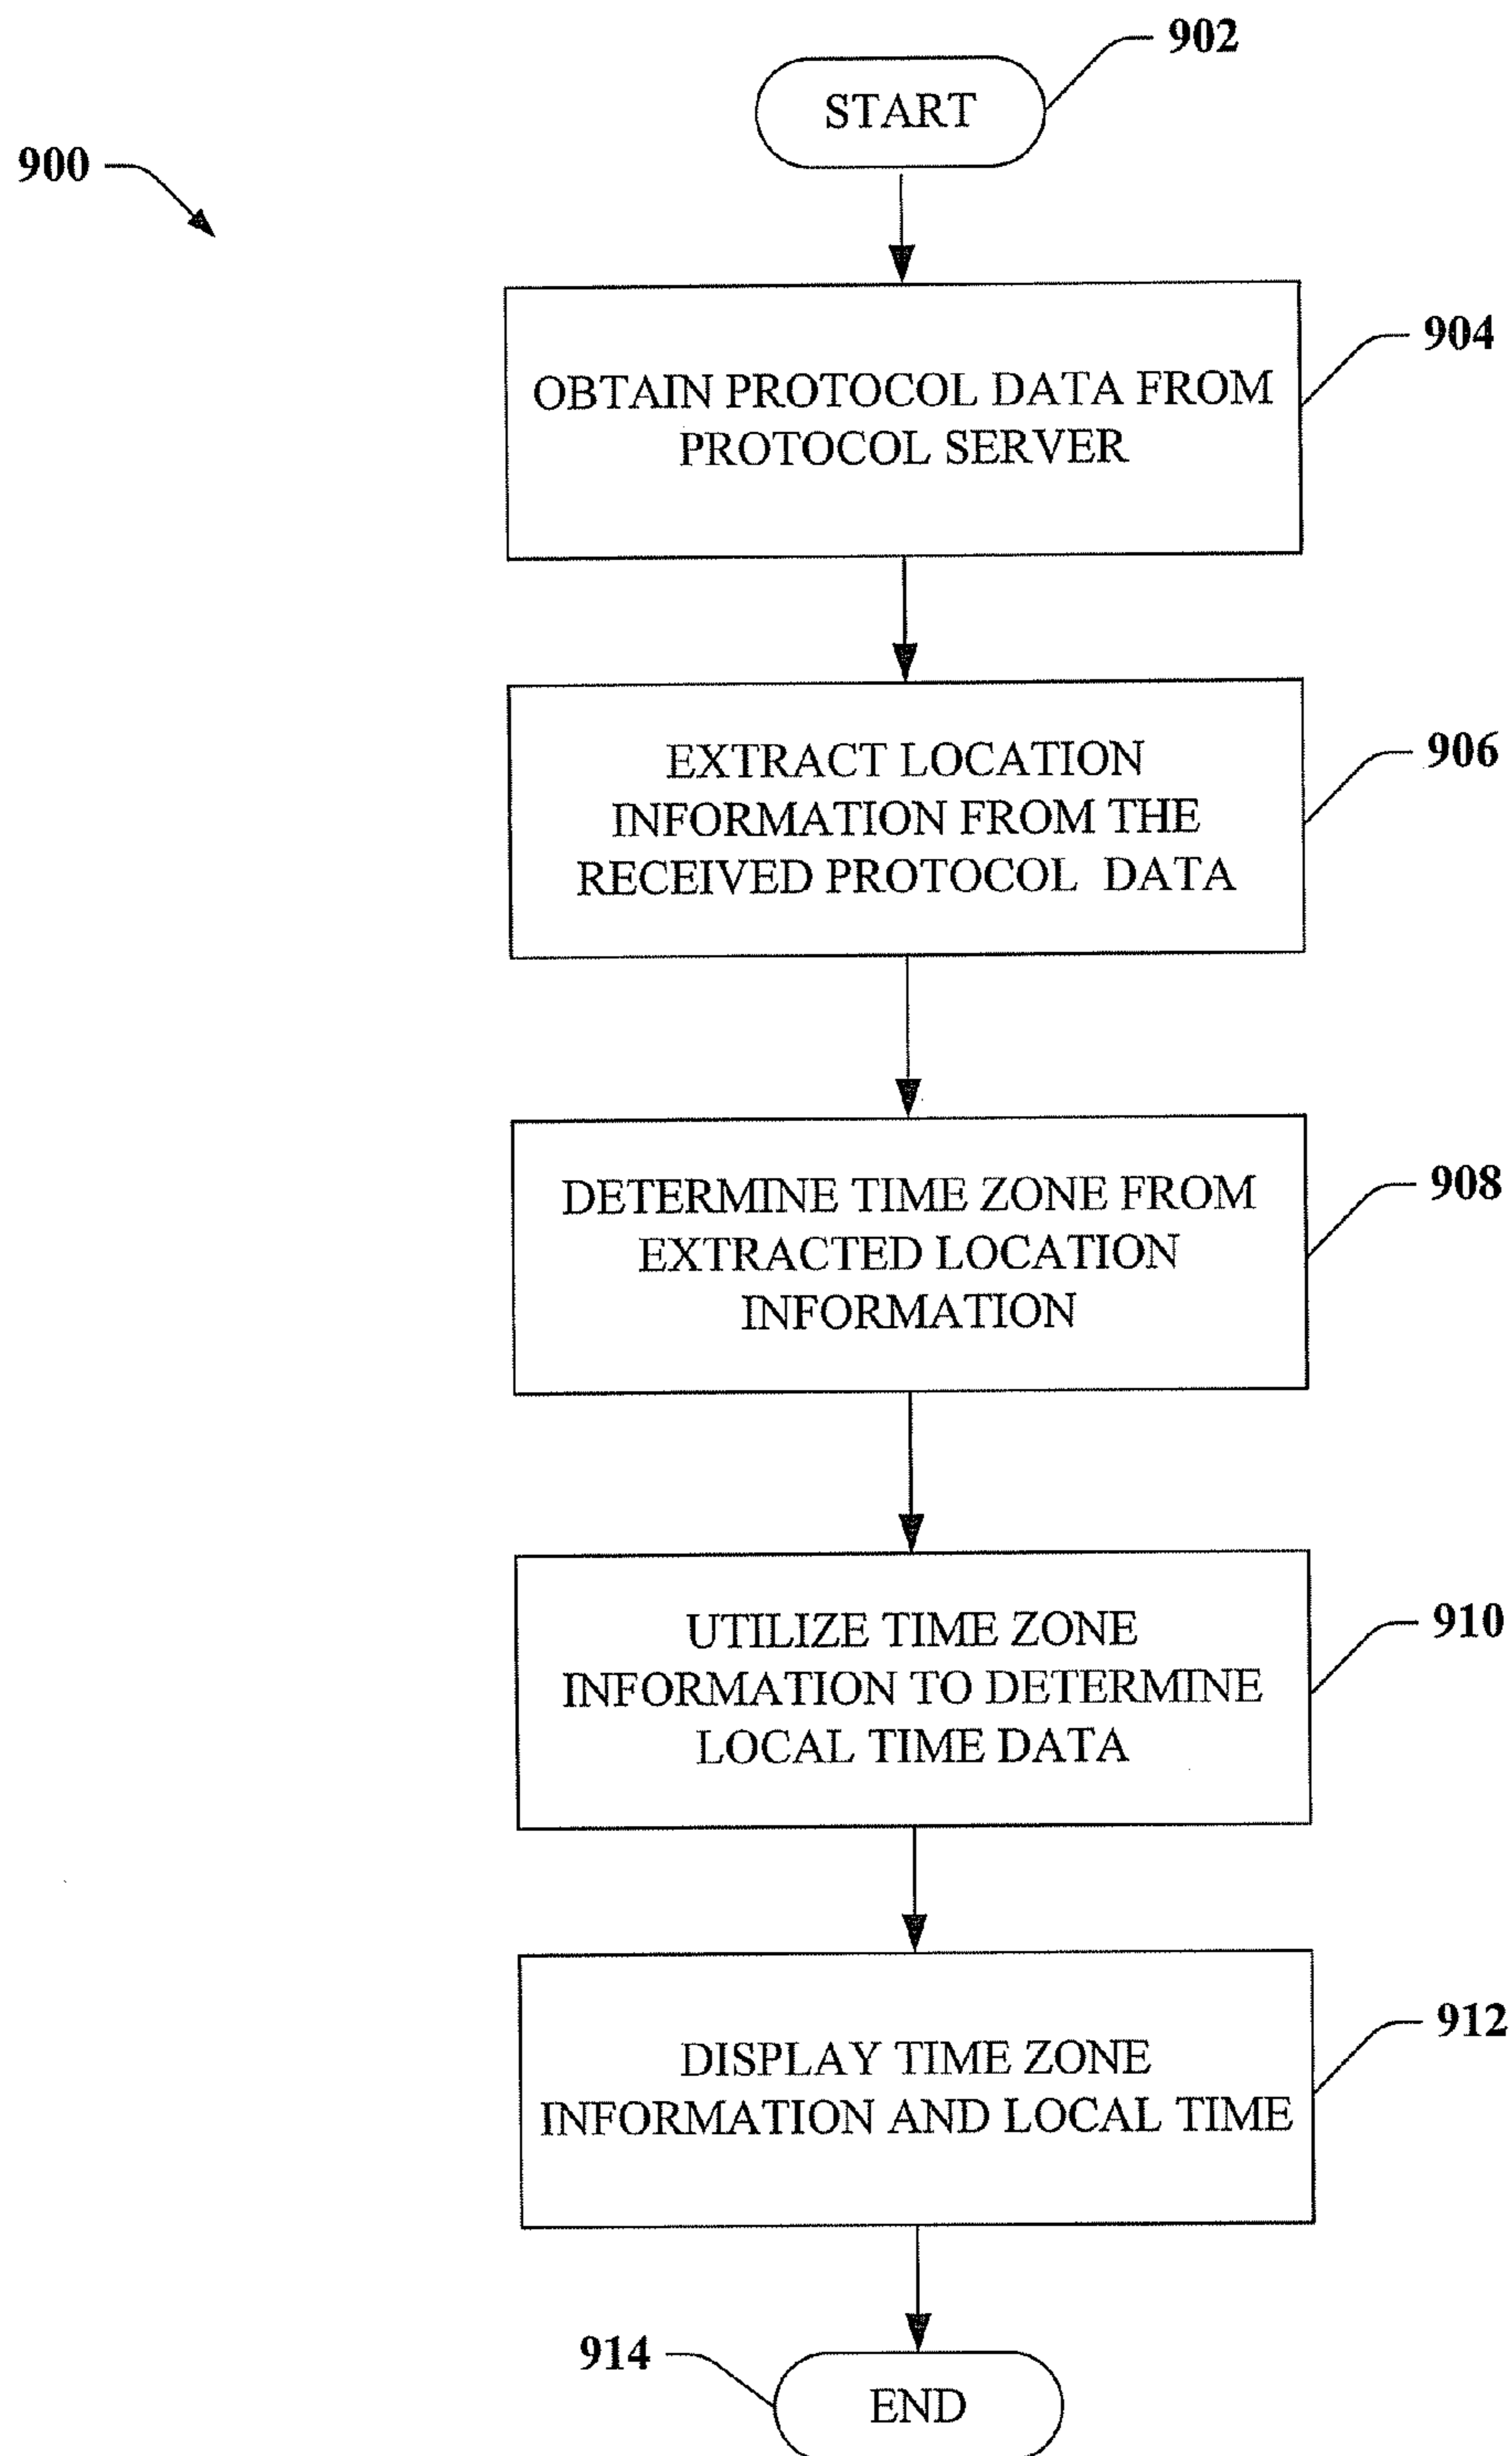 902
START
900
904
OBTAIN PROTOCOL DATA FROM
PROTOCOL SERVER
906
EXTRACT LOCATION
INFORMATION FROM THE
RECEIVED PROTOCOL DATA
908
DETERMINE TIME ZONE FROM
EXTRACTED LOCATION
INFORMATION
910
UTILIZE TIME ZONE
INFORMATION TO DETERMINE
LOCAL TIME DATA
912
DISPLAY TIME ZONE
INFORMATION AND LOCAL TIME
914
END